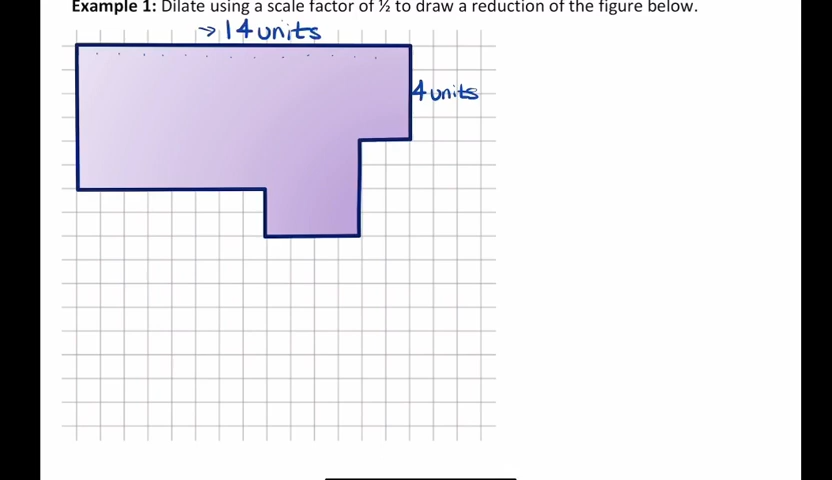 Example 1: Dilate using a scale factor of ½ to draw a reduction of the figure below.
→ 14 units
4 units